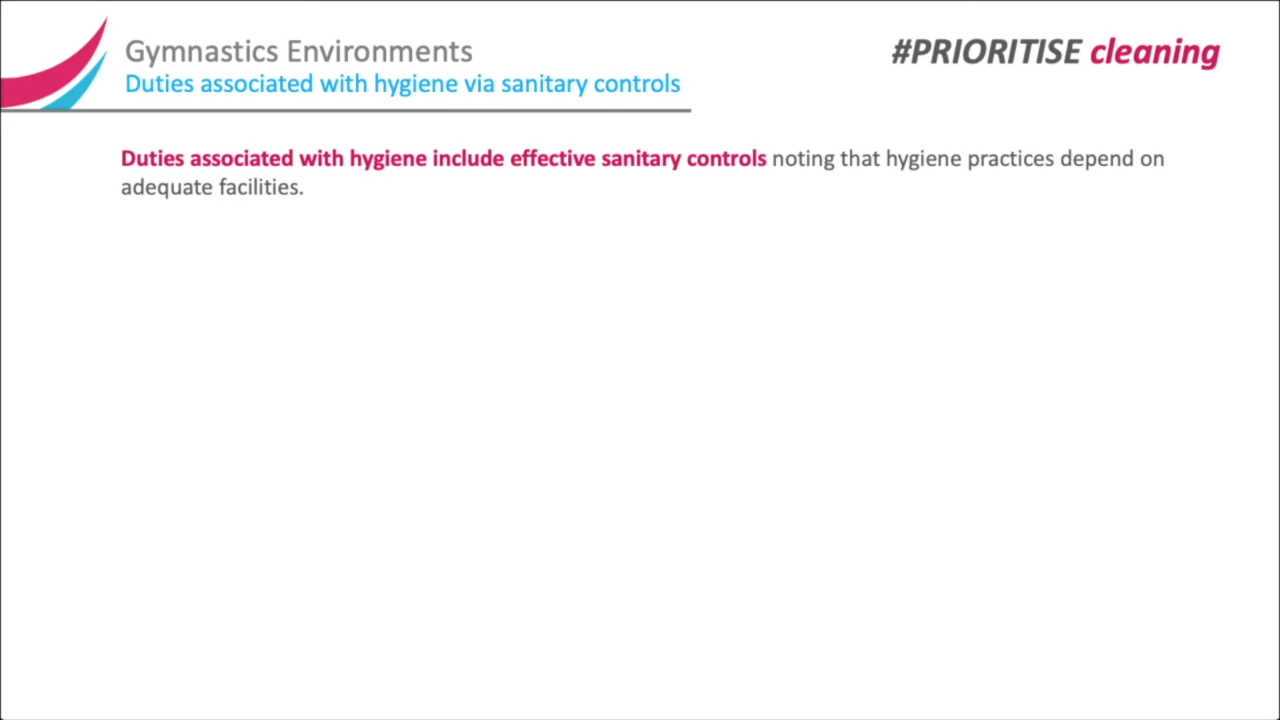 Gymnastics Environments
#PRIORITISE cleaning
Duties associated with hygiene via sanitary controls
Duties associated with hygiene include effective sanitary controls noting that hygiene practices depend on
adequate facilities.